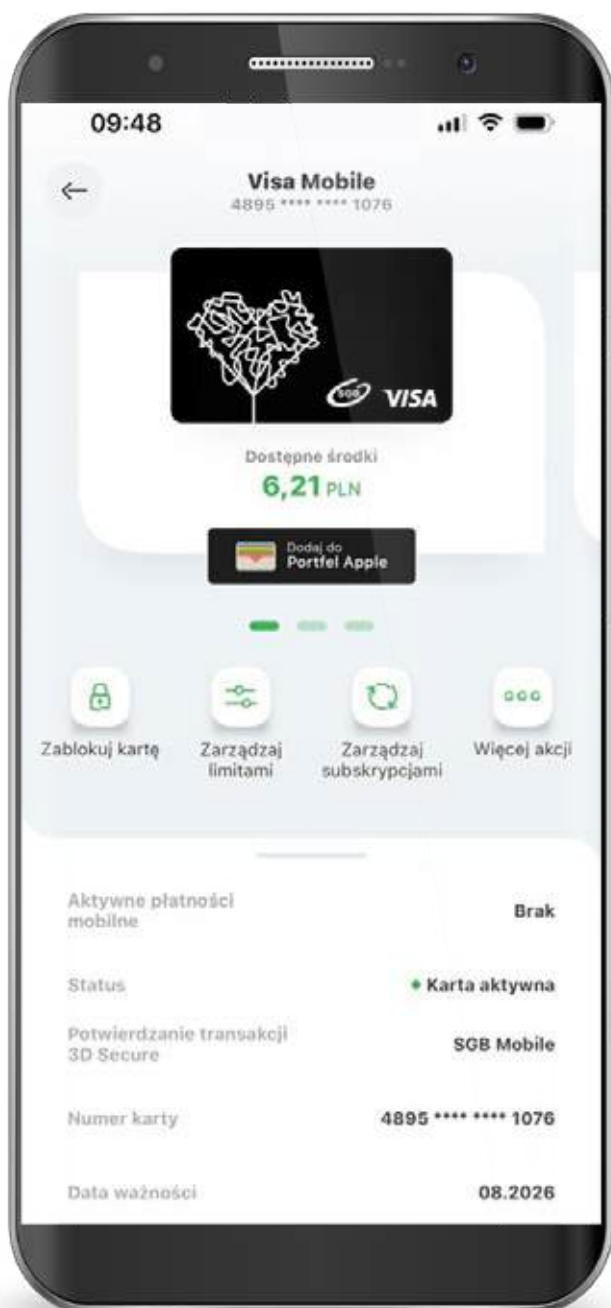 09:48
Visa Mobile
4895 **** **** 1076
SGB VISA
Dostępne środki
6,21 PLN
Dodaj do
Portfel Apple
Zablokuj kartę
Zarządzaj
limitami
Zarządzaj
subskrypcjami
Więcej akcji
Aktywne płatności
mobilne
Brak
Status
Karta aktywna
Potwierdzanie transakcji
3D Secure
SGB Mobile
Numer karty
4895 **** **** 1076
Data ważności
08.2026